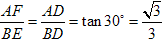 AF/BE = AD/BD = tan 30° = √3/3